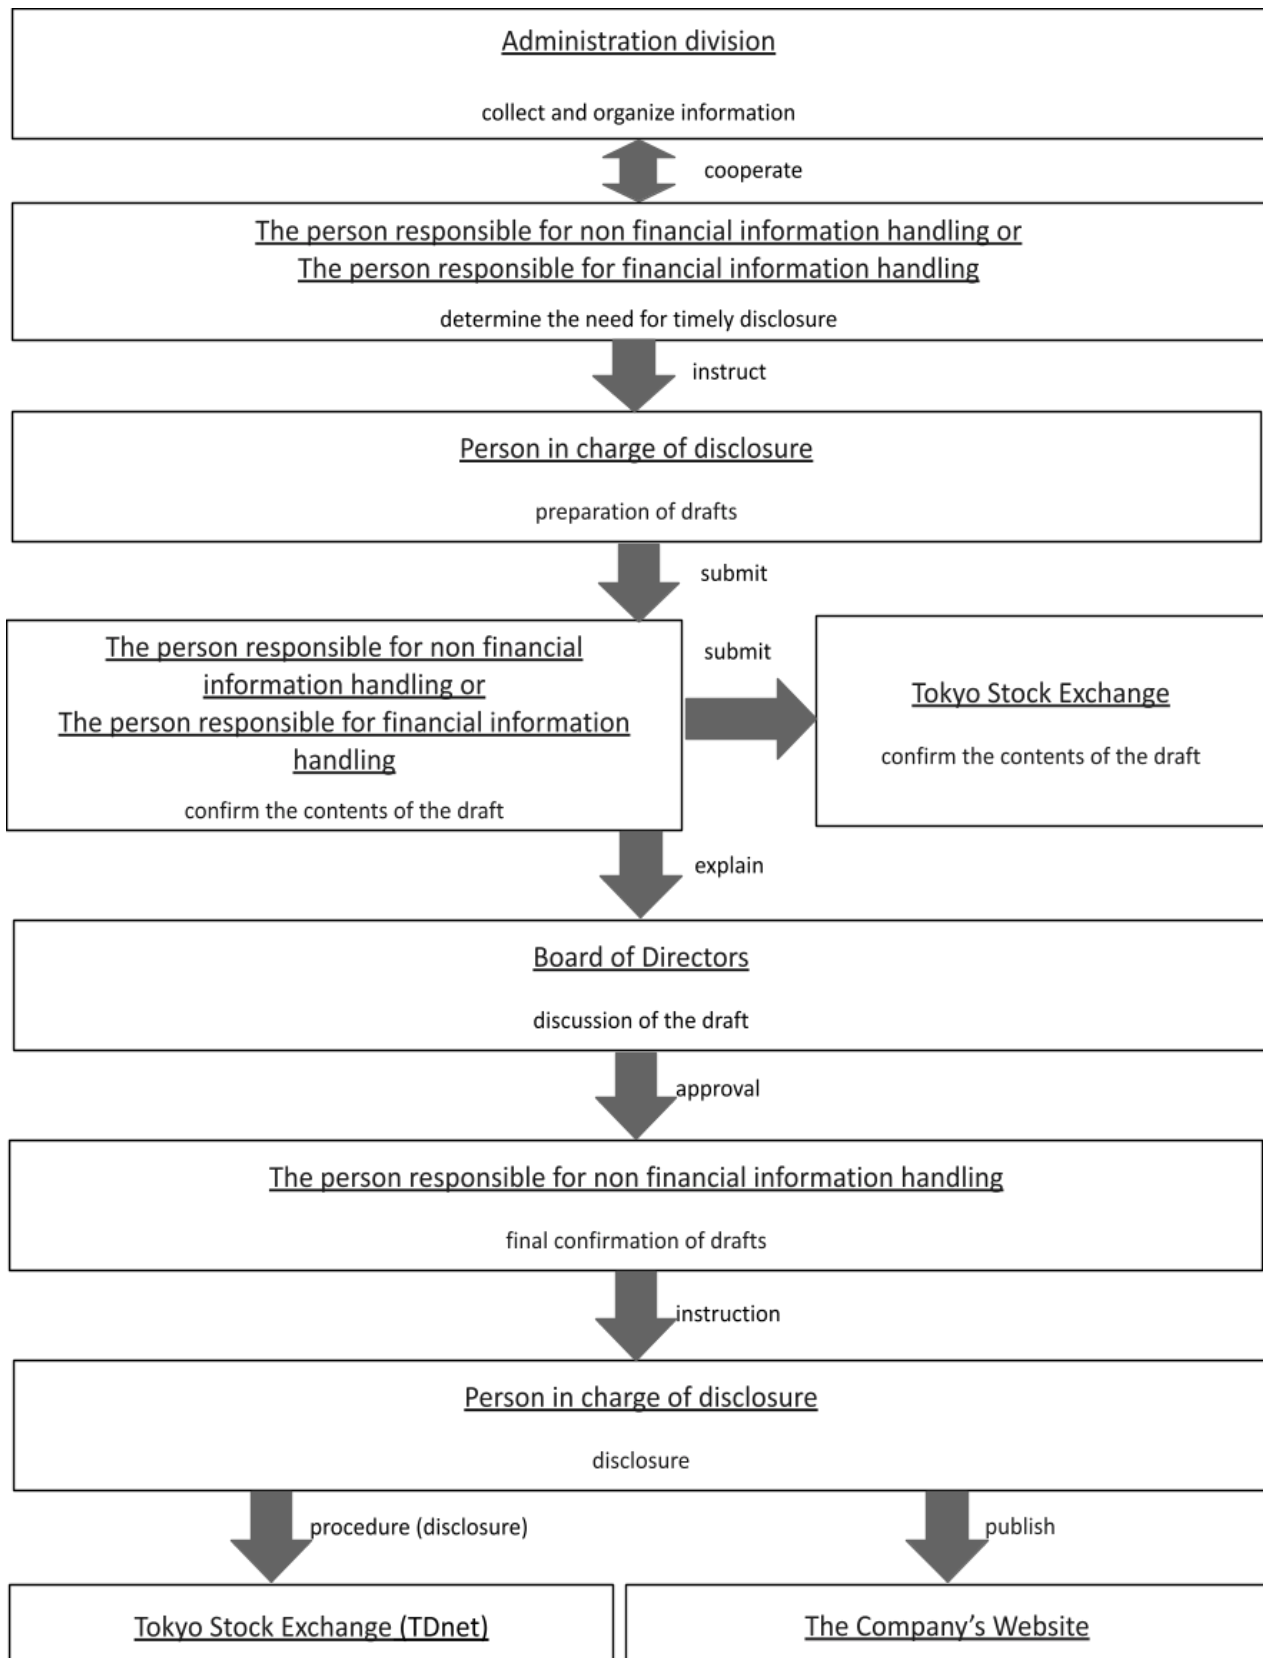 Administration division
collect and organize information
cooperate
The person responsible for non financial information handling or
The person responsible for financial information handling
determine the need for timely disclosure
instruct
Person in charge of disclosure
preparation of drafts
submit
The person responsible for non financial
information handling or
The person responsible for financial information
handling
confirm the contents of the draft
submit
Tokyo Stock Exchange
confirm the contents of the draft
explain
Board of Directors
discussion of the draft
approval
The person responsible for non financial information handling
final confirmation of drafts
instruction
Person in charge of disclosure
disclosure
procedure (disclosure)
publish
Tokyo Stock Exchange (TDnet)
The Company’s Website